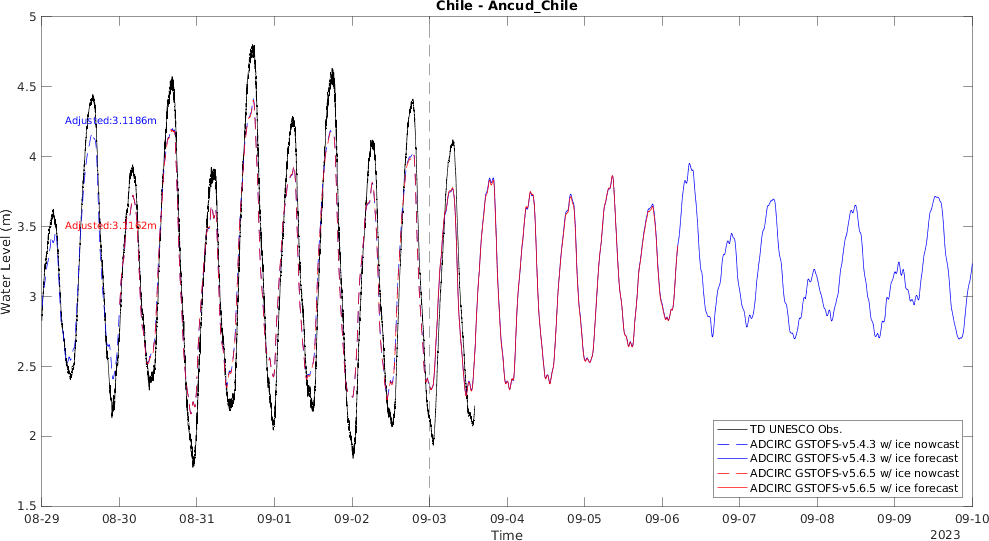 Chile - Ancud_Chile
Water Level (m)
5
4.5
4
3.5
3
2.5
2
1.5
Adjusted:3.1186m
Adjusted:3.1162m
TD UNESCO Obs.
ADCIRC GSTOFS-v5.4.3 w/ ice nowcast
ADCIRC GSTOFS-v5.4.3 w/ ice forecast
ADCIRC GSTOFS-v5.6.5 w/ ice nowcast
ADCIRC GSTOFS-v5.6.5 w/ ice forecast
08-29 08-30 08-31 09-01 09-02 09-03 09-04 09-05 09-06 09-07 09-08 09-09 09-10
Time
2023